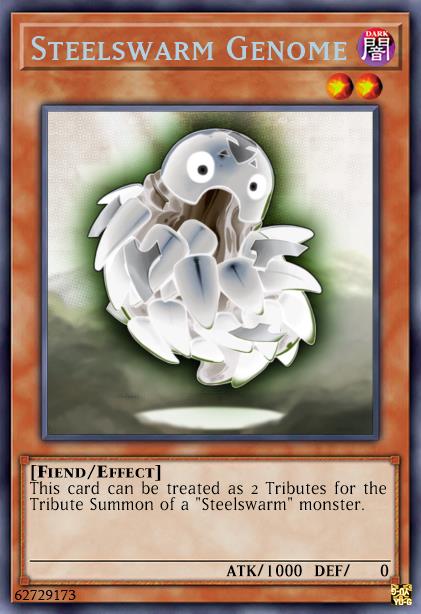 STEELSWARM GENOME
DARK
闇
[FIEND/EFFECT]
This card can be treated as 2 Tributes for the
Tribute Summon of a "Steelswarm" monster.
ATK/1000 DEF/ 0
62729173